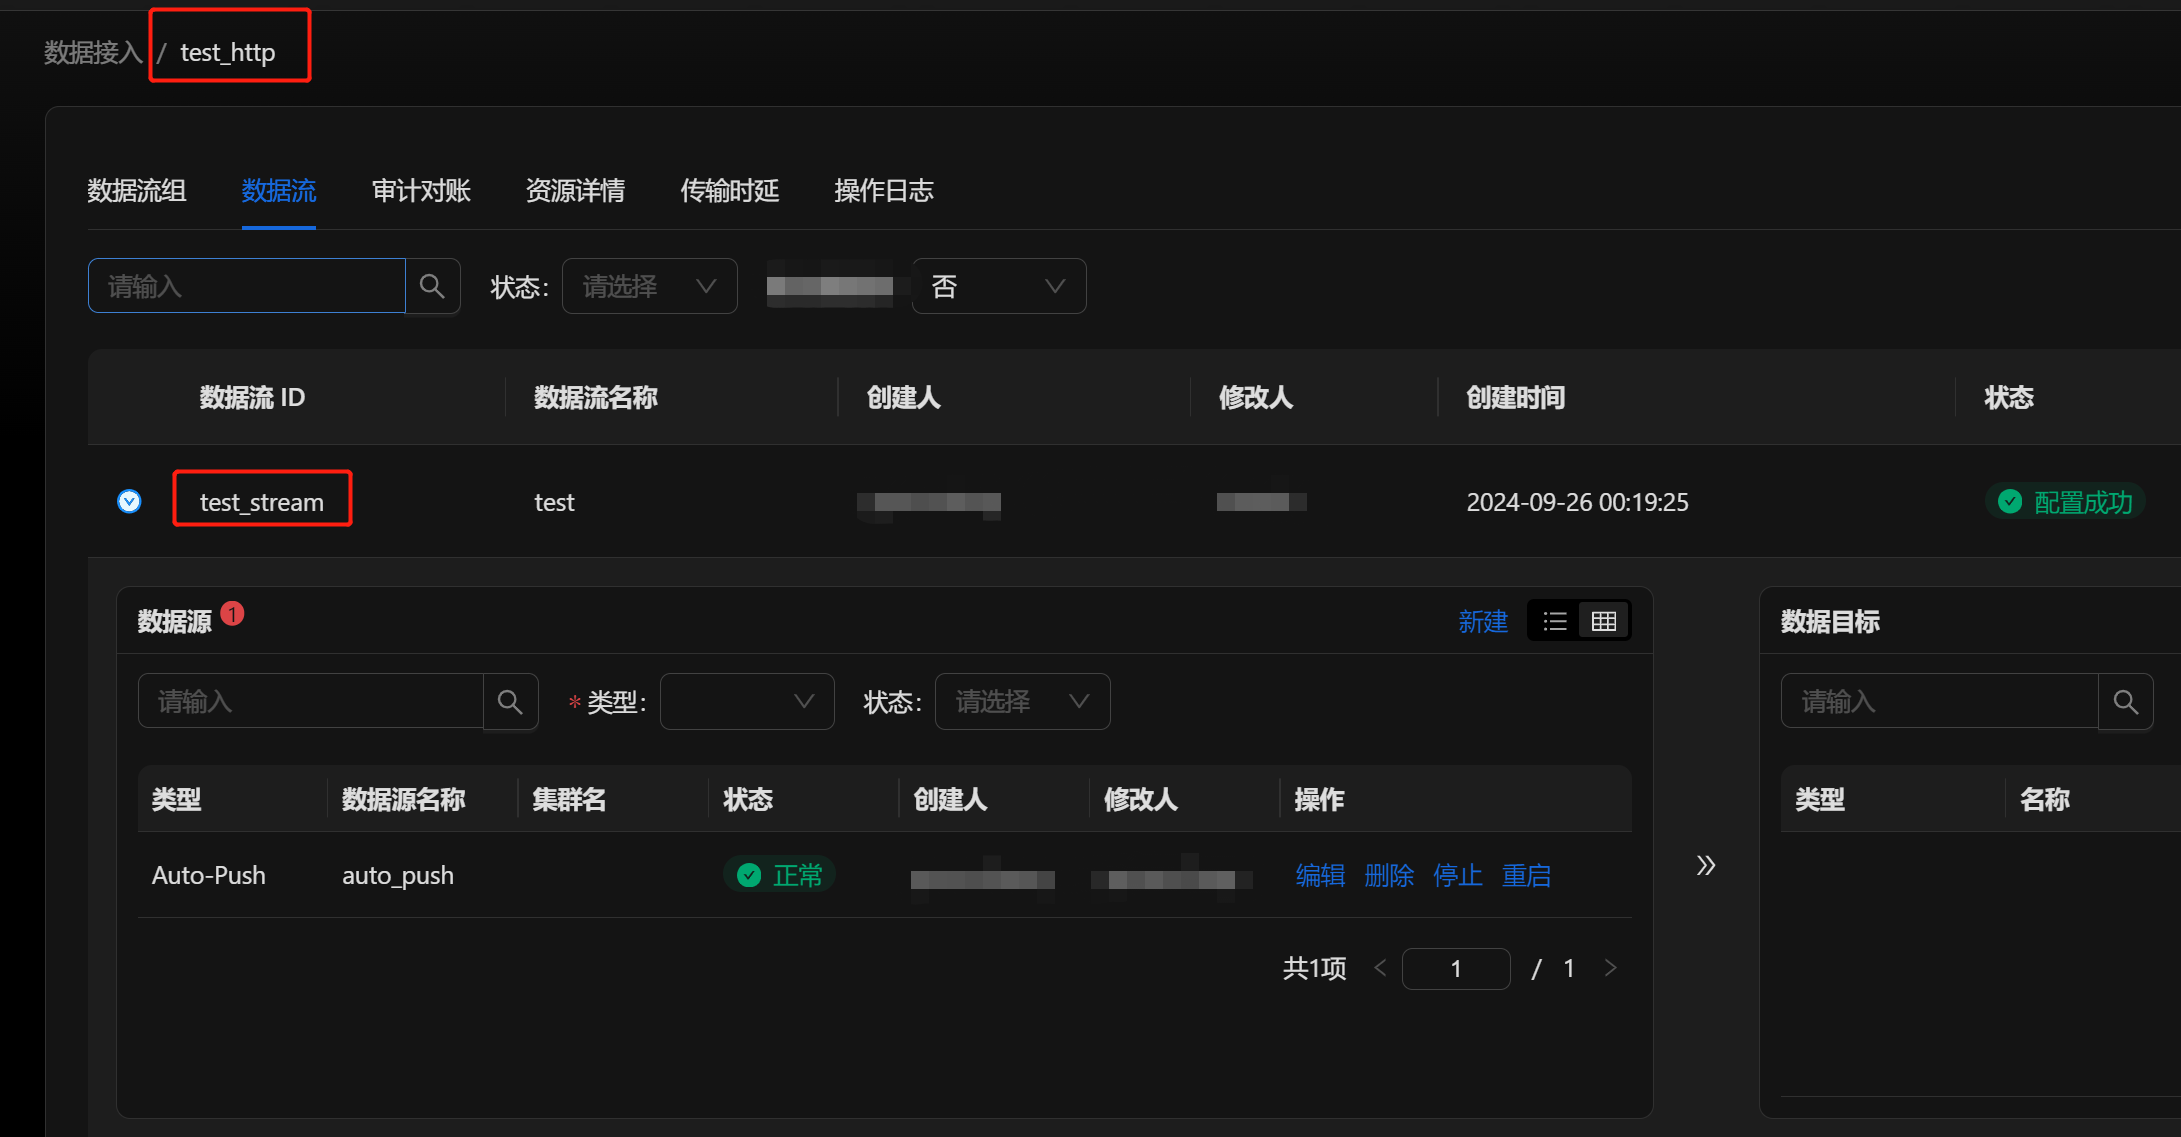 数据接入 / test_http
数据流组 数据流 审计对账 资源详情 传输时延 操作日志
请输入 状态： 请选择 否
数据流 ID 数据流名称 创建人 修改人 创建时间 状态
test_stream test 2024-09-26 00:19:25 配置成功
数据源 1 新建 数据目标
请输入 * 类型： 状态： 请选择 请输入
类型 数据源名称 集群名 状态 创建人 修改人 操作 类型 名称
Auto-Push auto_push 正常 编辑 删除 停止 重启
共1项 < 1 / 1 >